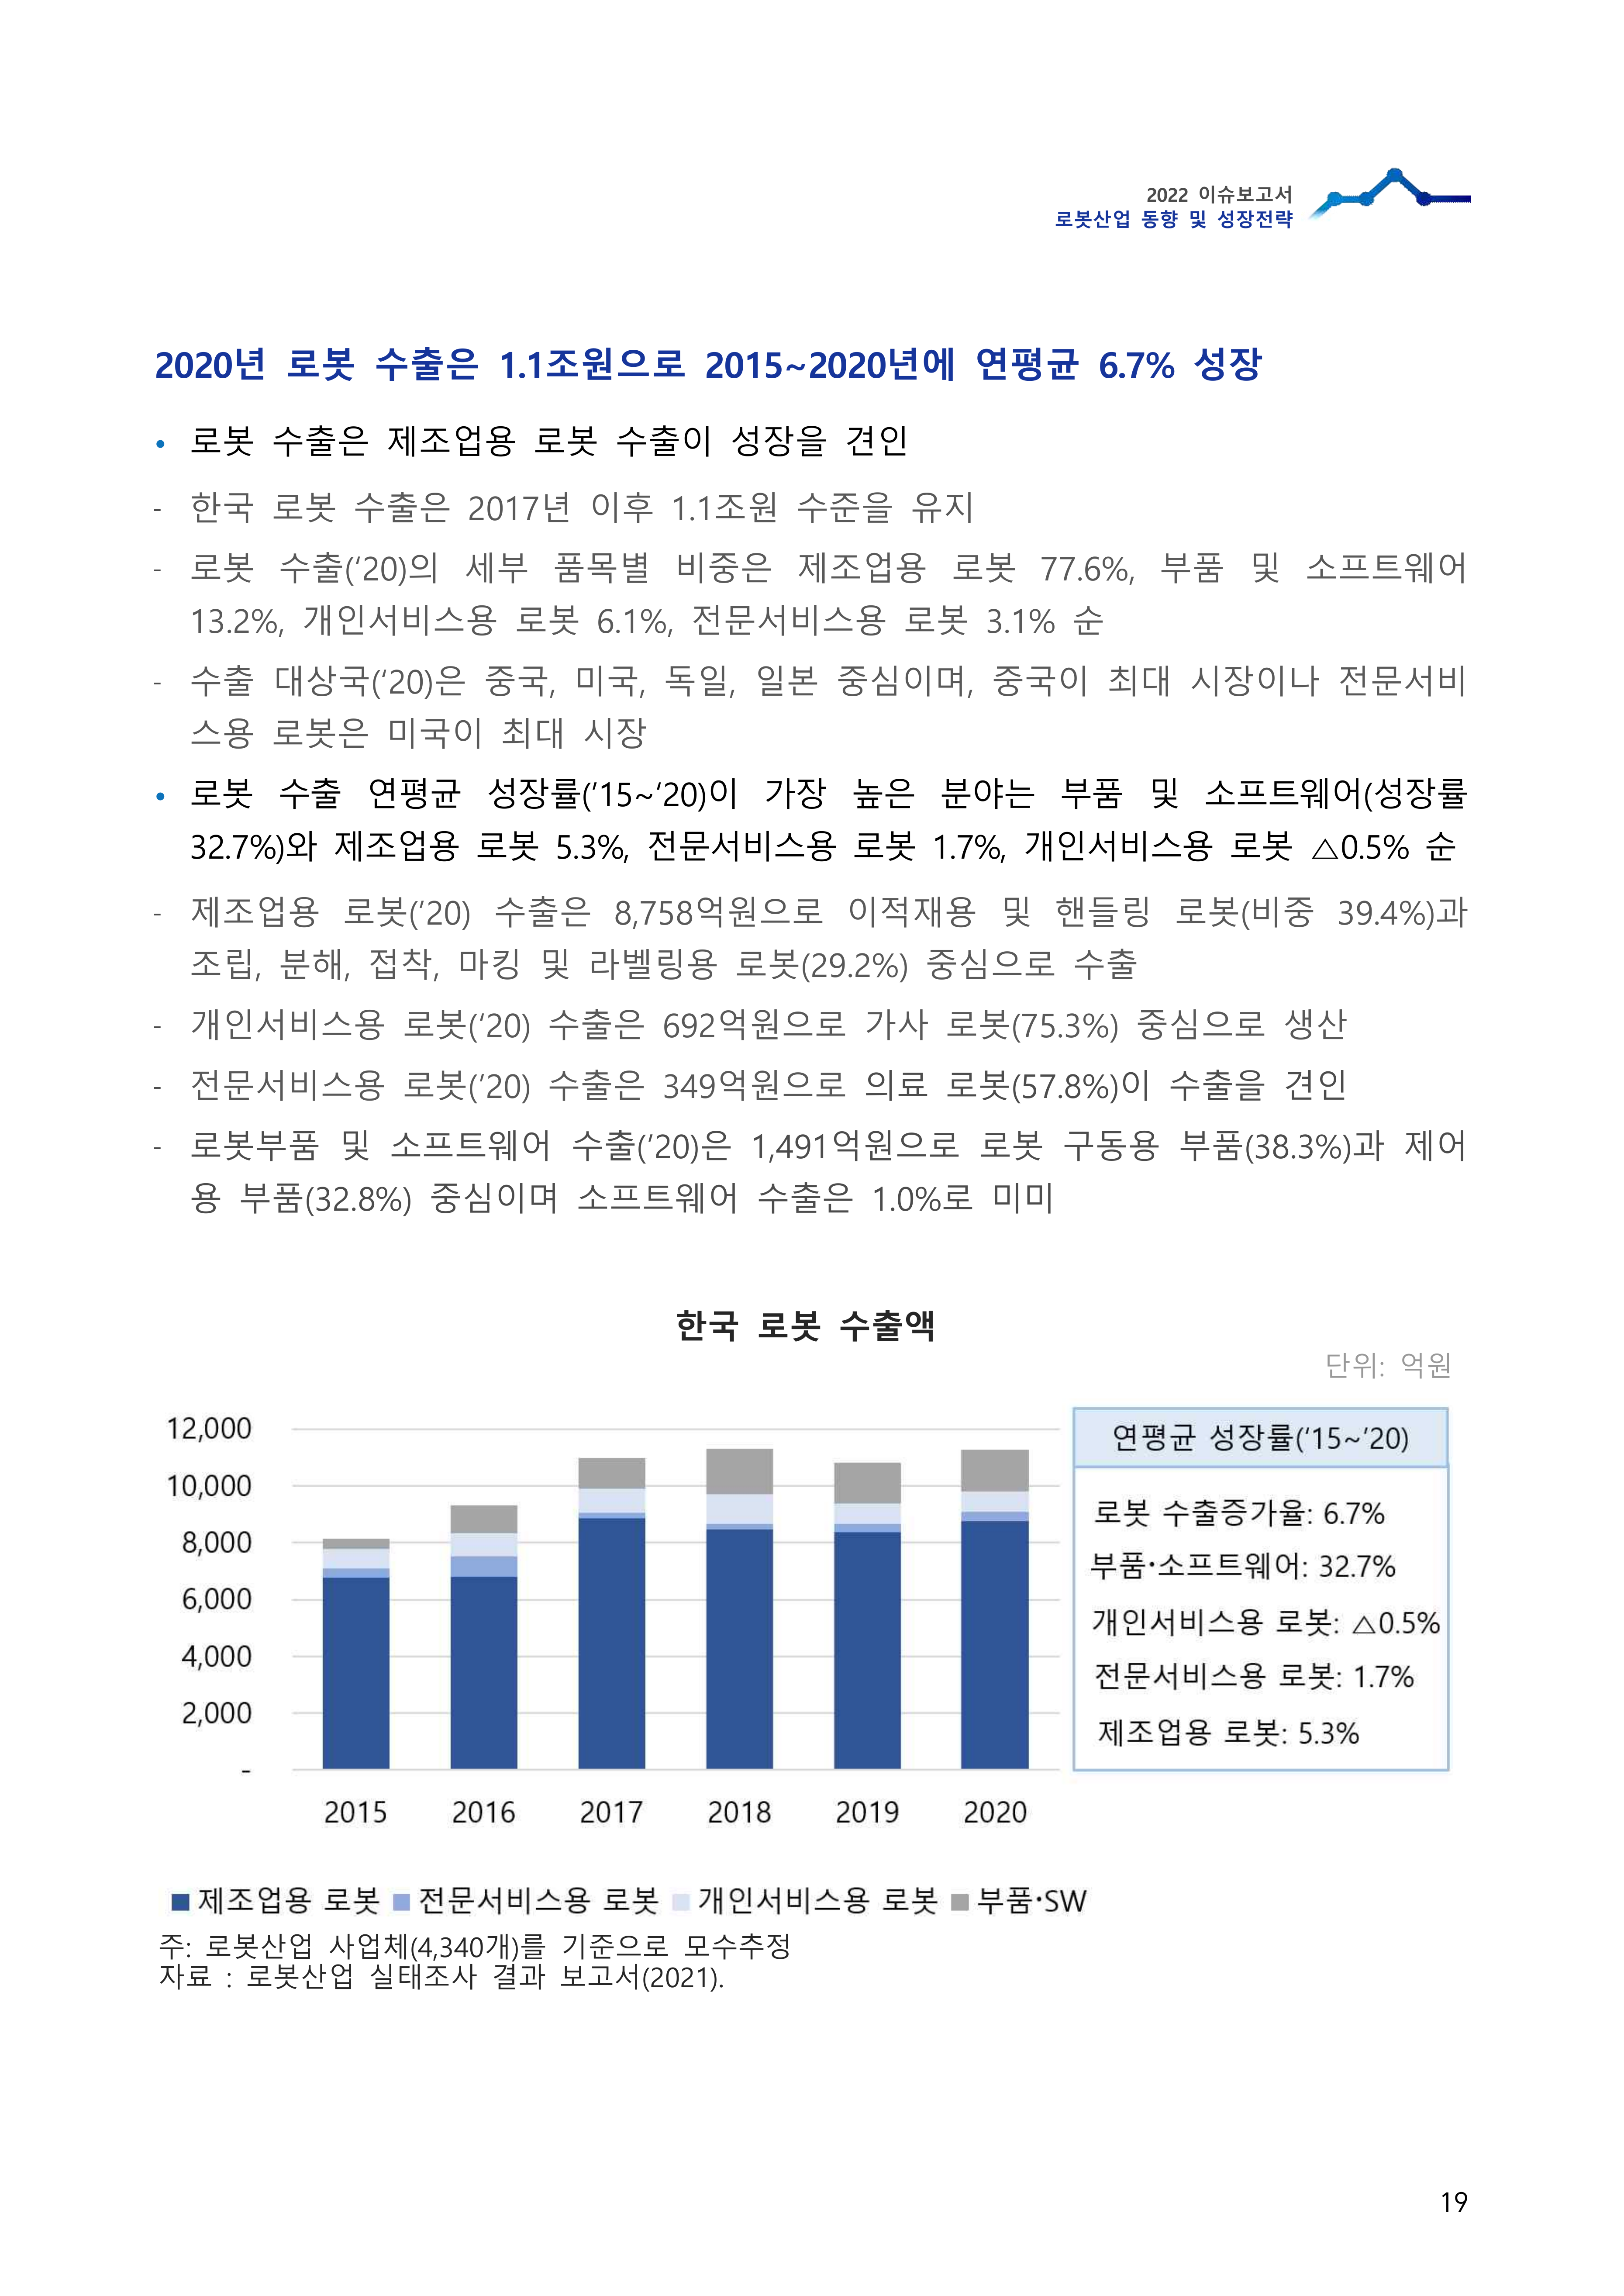 2022 이슈보고서
로봇산업 동향 및 성장전략
2020년 로봇 수출은 1.1조원으로 2015~2020년에 연평균 6.7% 성장
• 로봇 수출은 제조업용 로봇 수출이 성장을 견인
- 한국 로봇 수출은 2017년 이후 1.1조원 수준을 유지
- 로봇 수출(‘20)의 세부 품목별 비중은 제조업용 로봇 77.6%, 부품 및 소프트웨어
13.2%, 개인서비스용 로봇 6.1%, 전문서비스용 로봇 3.1% 순
- 수출 대상국(‘20)은 중국, 미국, 독일, 일본 중심이며, 중국이 최대 시장이나 전문서비
스용 로봇은 미국이 최대 시장
• 로봇 수출 연평균 성장률(’15~‘20)이 가장 높은 분야는 부품 및 소프트웨어(성장률
32.7%)와 제조업용 로봇 5.3%, 전문서비스용 로봇 1.7%, 개인서비스용 로봇 △0.5% 순
- 제조업용 로봇(’20) 수출은 8,758억원으로 이적재용 및 핸들링 로봇(비중 39.4%)과
조립, 분해, 접착, 마킹 및 라벨링용 로봇(29.2%) 중심으로 수출
- 개인서비스용 로봇(‘20) 수출은 692억원으로 가사 로봇(75.3%) 중심으로 생산
- 전문서비스용 로봇(’20) 수출은 349억원으로 의료 로봇(57.8%)이 수출을 견인
- 로봇부품 및 소프트웨어 수출(’20)은 1,491억원으로 로봇 구동용 부품(38.3%)과 제어
용 부품(32.8%) 중심이며 소프트웨어 수출은 1.0%로 미미
한국 로봇 수출액
단위: 억원
12,000
10,000
8,000
6,000
4,000
2,000
-
2015 2016 2017 2018 2019 2020
연평균 성장률(‘15~’20)
로봇 수출증가율: 6.7%
부품·소프트웨어: 32.7%
개인서비스용 로봇: △0.5%
전문서비스용 로봇: 1.7%
제조업용 로봇: 5.3%
제조업용 로봇 전문서비스용 로봇 개인서비스용 로봇 부품·SW
주: 로봇산업 사업체(4,340개)를 기준으로 모수추정
자료 : 로봇산업 실태조사 결과 보고서(2021).
19